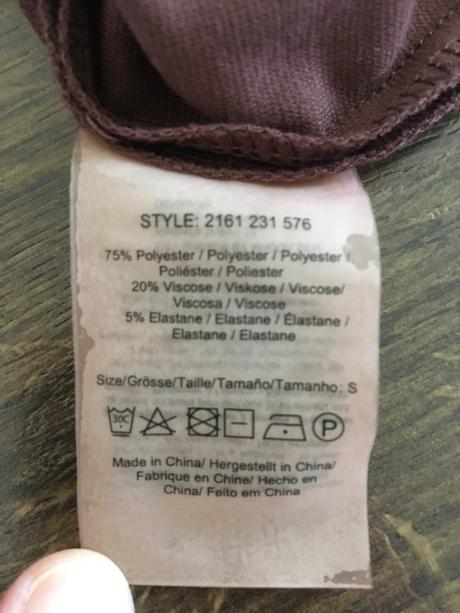 STYLE: 2161 231 576
75% Polyester / Polyester / Polyester /
Poliéster / Poliester
20% Viscose / Viskose / Viscose/
Viscosa / Viscose
5% Elastane / Elastane / Élastane /
Elastane / Elastane
Size/Grösse/Taille/Tamaño/Tamanho: S
30C P
Made in China/ Hergestellt in China/
Fabrique en Chine/ Hecho en
China/ Feito em China